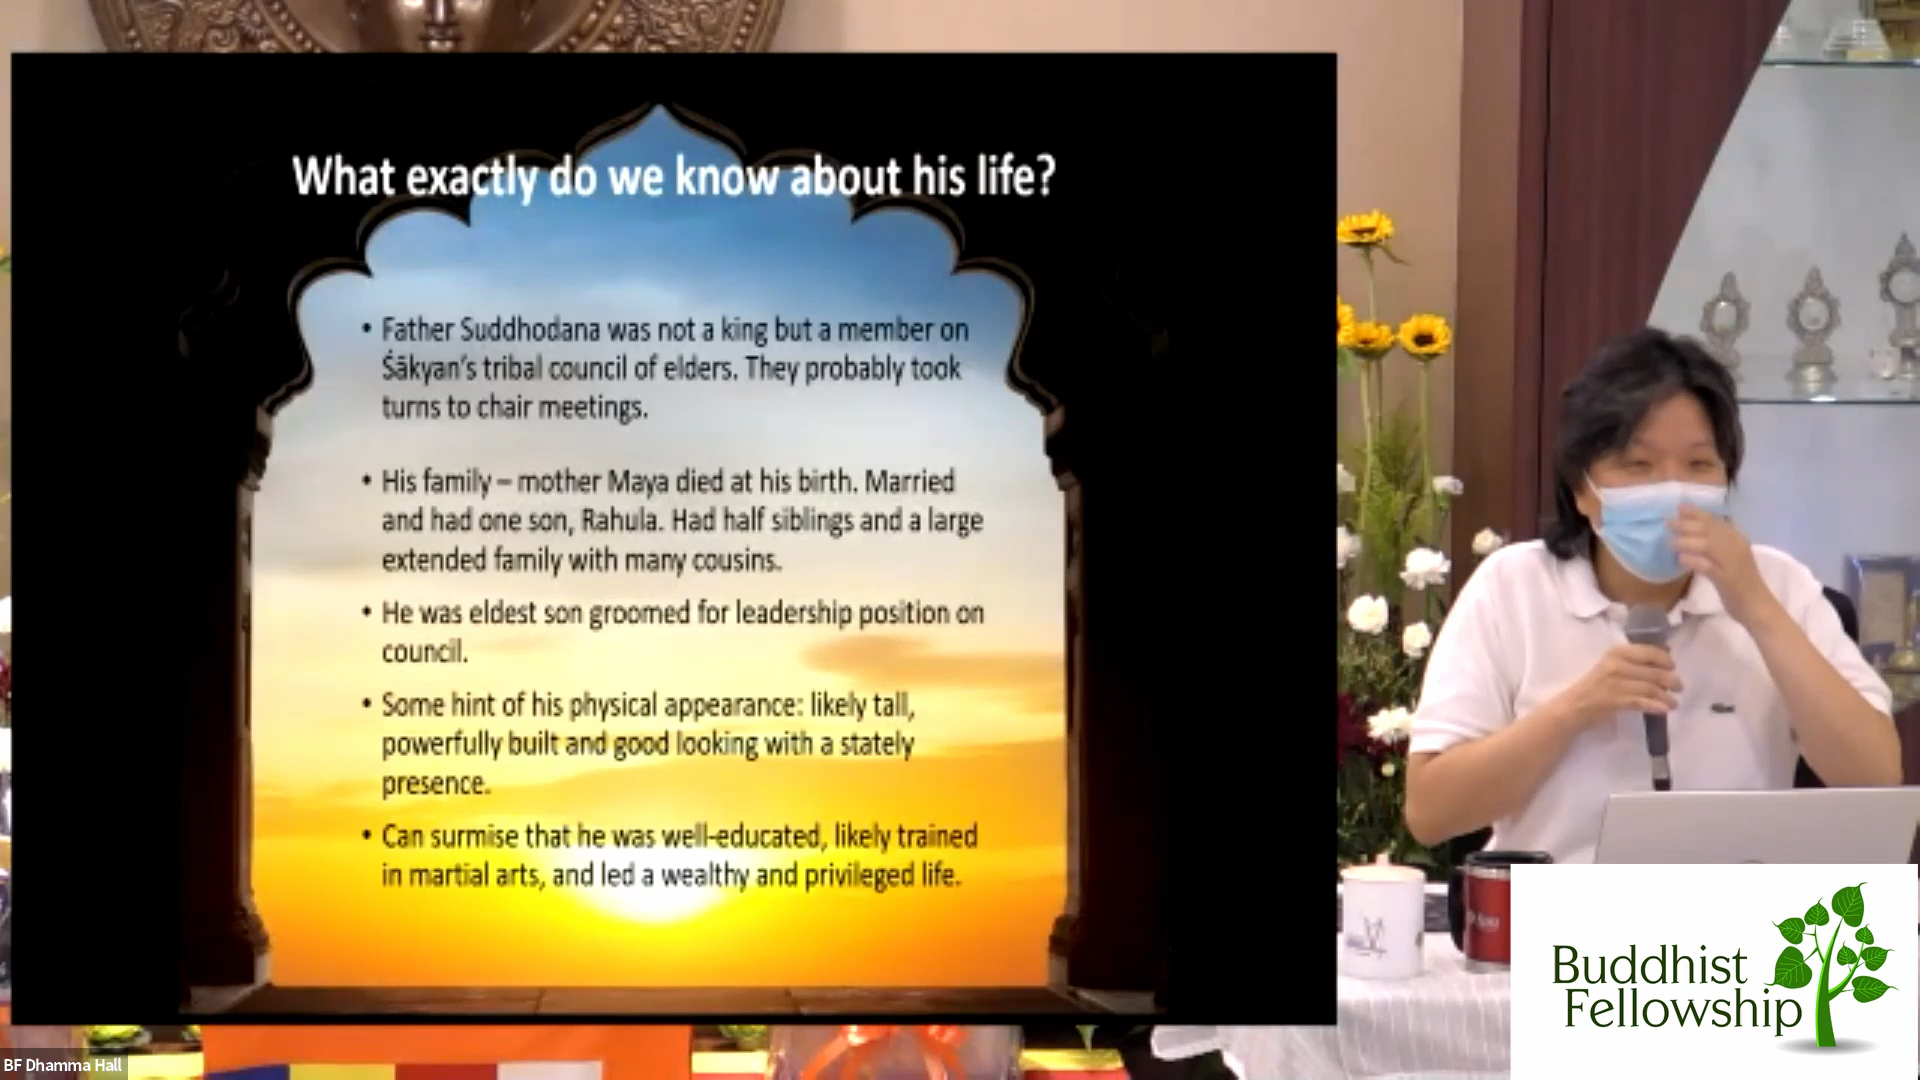 What exactly do we know about his life?
• Father Suddhodana was not a king but a member on
Śākyan's tribal council of elders. They probably took
turns to chair meetings.
• His family – mother Maya died at his birth. Married
and had one son, Rahula. Had half siblings and a large
extended family with many cousins.
• He was eldest son groomed for leadership position on
council.
• Some hint of his physical appearance: likely tall,
powerfully built and good looking with a stately
presence.
• Can surmise that he was well-educated, likely trained
in martial arts, and led a wealthy and privileged life.
Buddhist
Fellowship
BF Dhamma Hall